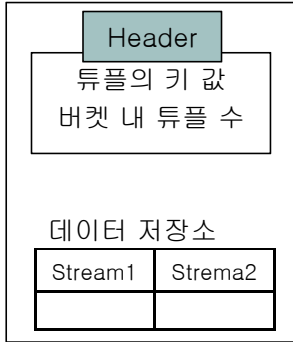 Header
튜플의 키 값
버켓 내 튜플 수
데이터 저장소
Stream1 Strema2